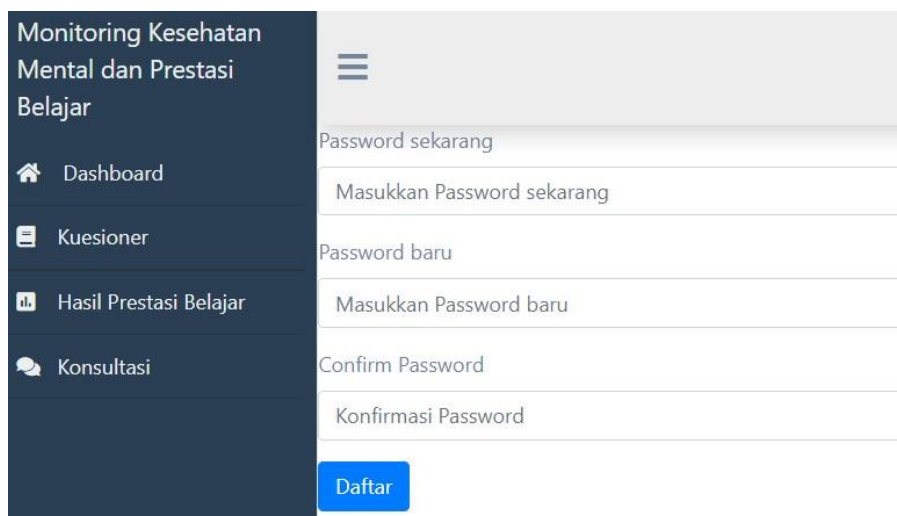 Monitoring Kesehatan
Mental dan Prestasi
Belajar
Dashboard
Kuesioner
Hasil Prestasi Belajar
Konsultasi
Password sekarang
Masukkan Password sekarang
Password baru
Masukkan Password baru
Confirm Password
Konfirmasi Password
Daftar